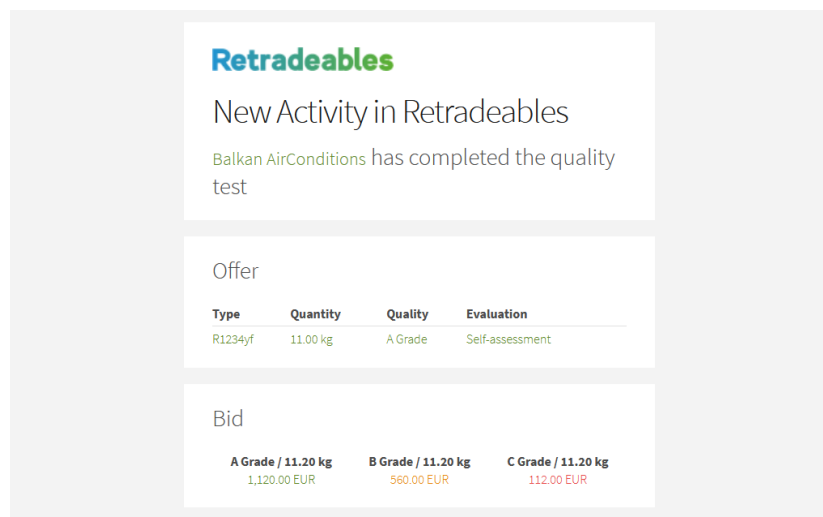 Retradeables
New Activity in Retradeables
Balkan AirConditions has completed the quality
test
Offer
Type Quantity Quality Evaluation
R1234yf 11.00 kg A Grade Self-assessment
Bid
A Grade / 11.20 kg B Grade / 11.20 kg C Grade / 11.20 kg
1,120.00 EUR 560.00 EUR 112.00 EUR